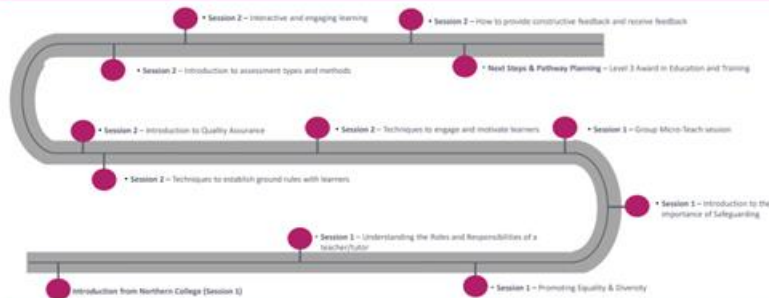 • Session 2 – Interactive and engaging learning
• Session 2 – How to provide constructive feedback and receive feedback
• Session 2 – Introduction to assessment types and methods
• Next Steps & Pathway Planning – Level 3 Award in Education and Training
• Session 2 – Introduction to Quality Assurance
• Session 2 – Techniques to engage and motivate learners
• Session 1 – Group Micro-Teach session
• Session 2 – Techniques to establish ground rules with learners
• Session 1 – Introduction to the
importance of Safeguarding
• Session 1 – Understanding the Roles and Responsibilities of a
teacher/tutor
Introduction from Northern College (Session 1)
• Session 1 – Promoting Equality & Diversity